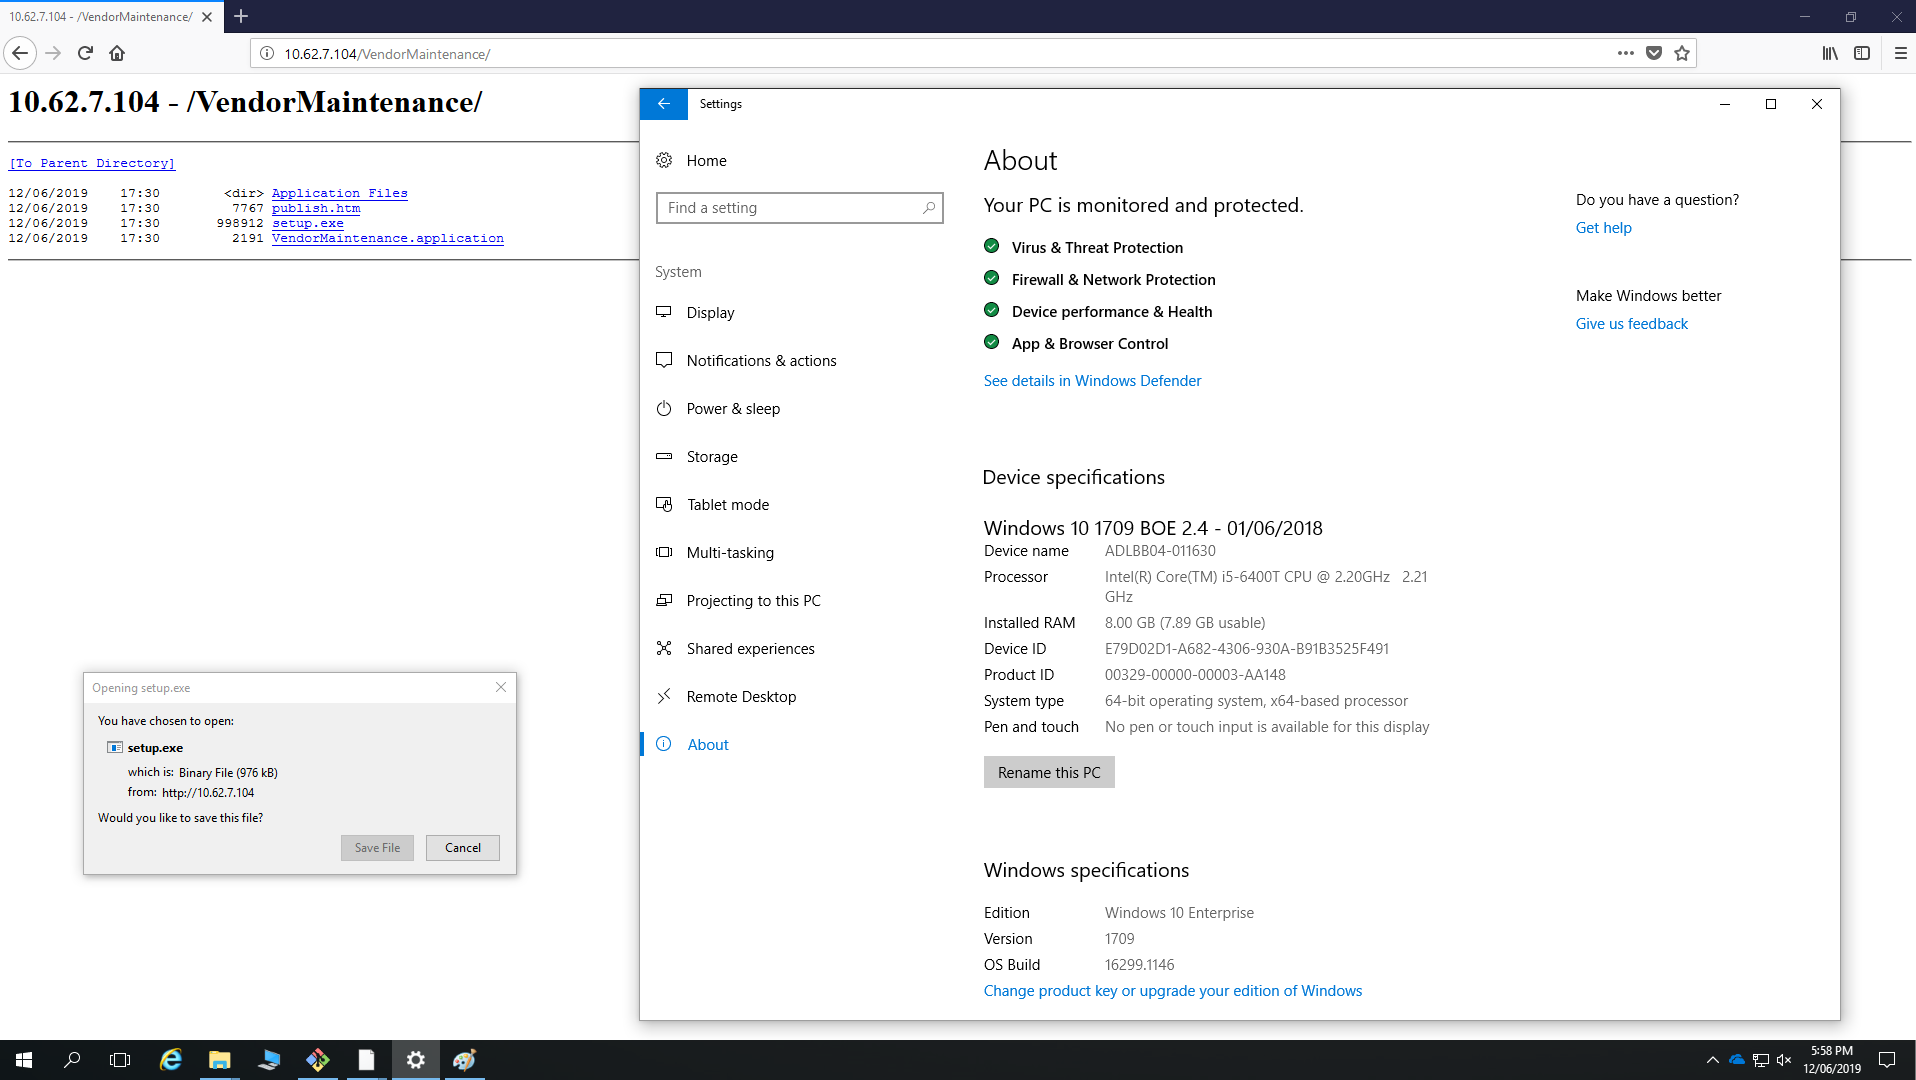 10.62.7.104 - /VendorMaintenance/
10.62.7.104/VendorMaintenance/
10.62.7.104 - /VendorMaintenance/
[To Parent Directory]
12/06/2019 17:30 <dir> Application Files
12/06/2019 17:30 7767 publish.htm
12/06/2019 17:30 998912 setup.exe
12/06/2019 17:30 2191 VendorMaintenance.application
Opening setup.exe
You have chosen to open:
setup.exe
which is: Binary File (976 kB)
from: http://10.62.7.104
Would you like to save this file?
Save File Cancel
Settings
Home
Find a setting
System
Display
Notifications & actions
Power & sleep
Storage
Tablet mode
Multi-tasking
Projecting to this PC
Shared experiences
Remote Desktop
About
About
Your PC is monitored and protected.
Virus & Threat Protection
Firewall & Network Protection
Device performance & Health
App & Browser Control
See details in Windows Defender
Device specifications
Windows 10 1709 BOE 2.4 - 01/06/2018
Device name ADLBB04-011630
Processor Intel(R) Core(TM) i5-6400T CPU @ 2.20GHz 2.21
GHz
Installed RAM 8.00 GB (7.89 GB usable)
Device ID E79D02D1-A682-4306-930A-B91B3525F491
Product ID 00329-00000-00003-AA148
System type 64-bit operating system, x64-based processor
Pen and touch No pen or touch input is available for this display
Rename this PC
Windows specifications
Edition Windows 10 Enterprise
Version 1709
OS Build 16299.1146
Change product key or upgrade your edition of Windows
Do you have a question?
Get help
Make Windows better
Give us feedback
5:58 PM
12/06/2019